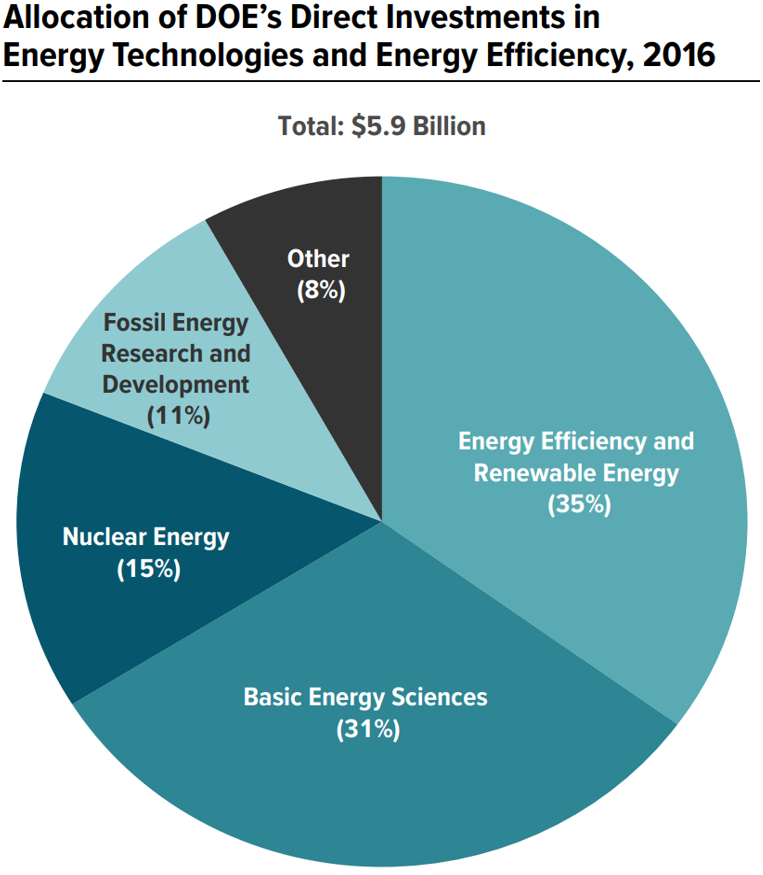 Allocation of DOE’s Direct Investments in
Energy Technologies and Energy Efficiency, 2016
Total: $5.9 Billion
Other
(8%)
Fossil Energy
Research and
Development
(11%)
Energy Efficiency and
Renewable Energy
(35%)
Nuclear Energy
(15%)
Basic Energy Sciences
(31%)